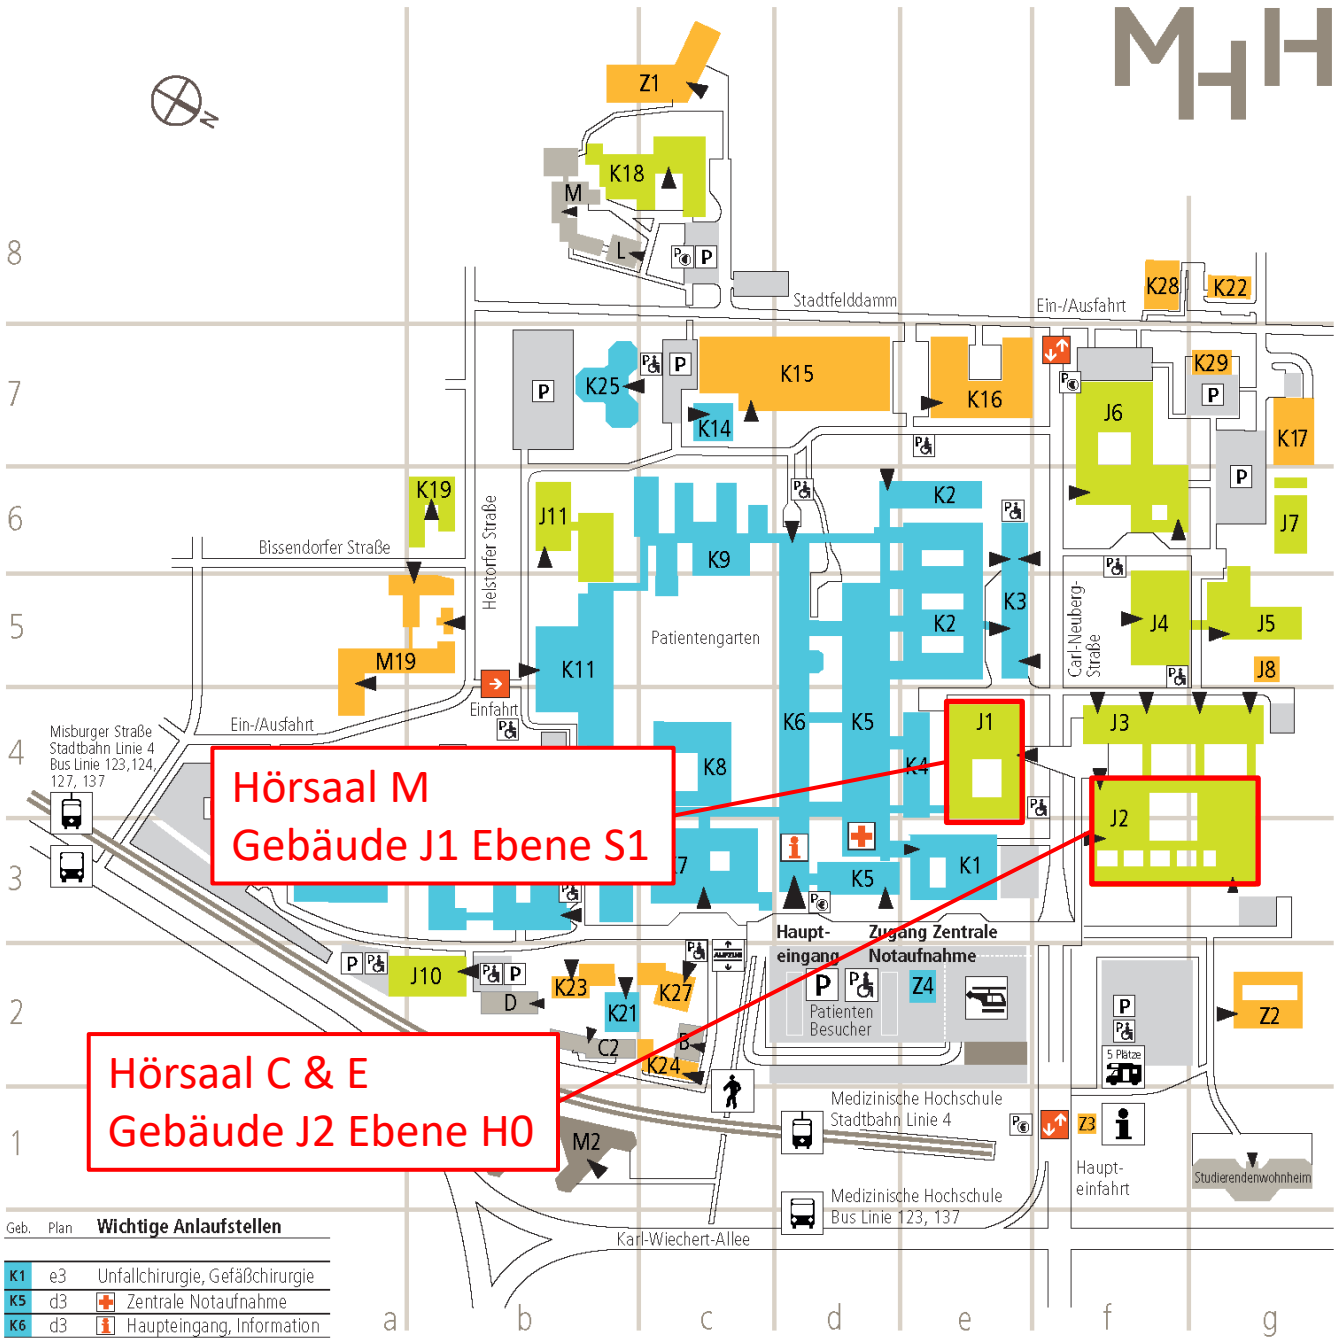 MHH
N
Z1
K18
M
L
P
P
8
K28
K22
Stadtfelddamm
Ein-/Ausfahrt
K29
K25
P
P
P
K15
K16
J6
P
P
7
K14
K17
P
K19
K2
P
P
J11
P
6
J7
Bissendorfer Straße
Helstorfer Straße
K9
P
K3
Carl-Neuberg-
Straße
J4
J5
5
Patientengarten
K2
M19
K11
J8
P
Einfahrt
Ein-/Ausfahrt
P
J1
J3
K6
K5
Misburger Straße
Stadtbahn Linie 4
Bus Linie 123,124,
127, 137
4
K8
K4
Hörsaal M
Gebäude J1 Ebene S1
P
J2
3
K7
K5
K1
P
P
Haupt-
eingang
Zugang Zentrale
Notaufnahme
P
P
J10
P
P
K23
K27
P
P
Z4
Patienten
Besucher
D
K21
P
P
Z2
2
C2
B
K24
5 Plätze
Hörsaal C & E
Gebäude J2 Ebene H0
Medizinische Hochschule
Stadtbahn Linie 4
P
Z3
1
M2
Haupt-
einfahrt
Studierendenwohnheim
Medizinische Hochschule
Bus Linie 123, 137
Karl-Wiechert-Allee
Geb. Plan Wichtige Anlaufstellen
K1 e3 Unfallchirurgie, Gefäßchirurgie
K5 d3 Zentrale Notaufnahme
K6 d3 Haupteingang, Information
a b c d e f g